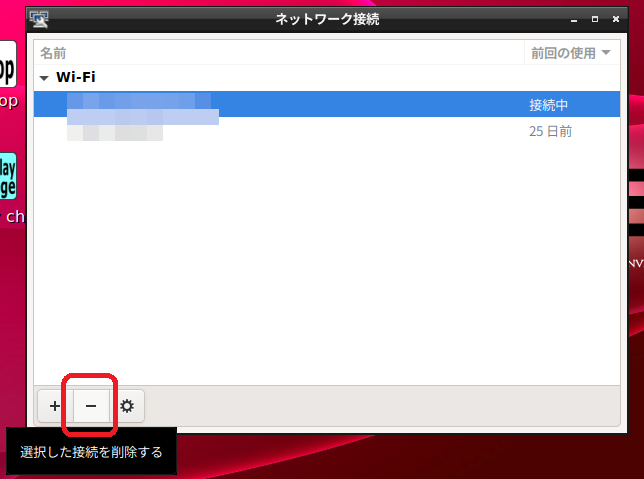 ネットワーク接続
名前
前回の使用
Wi-Fi
接続中
25 日前
op
op
lay
nge
ch
NV
選択した接続を削除する